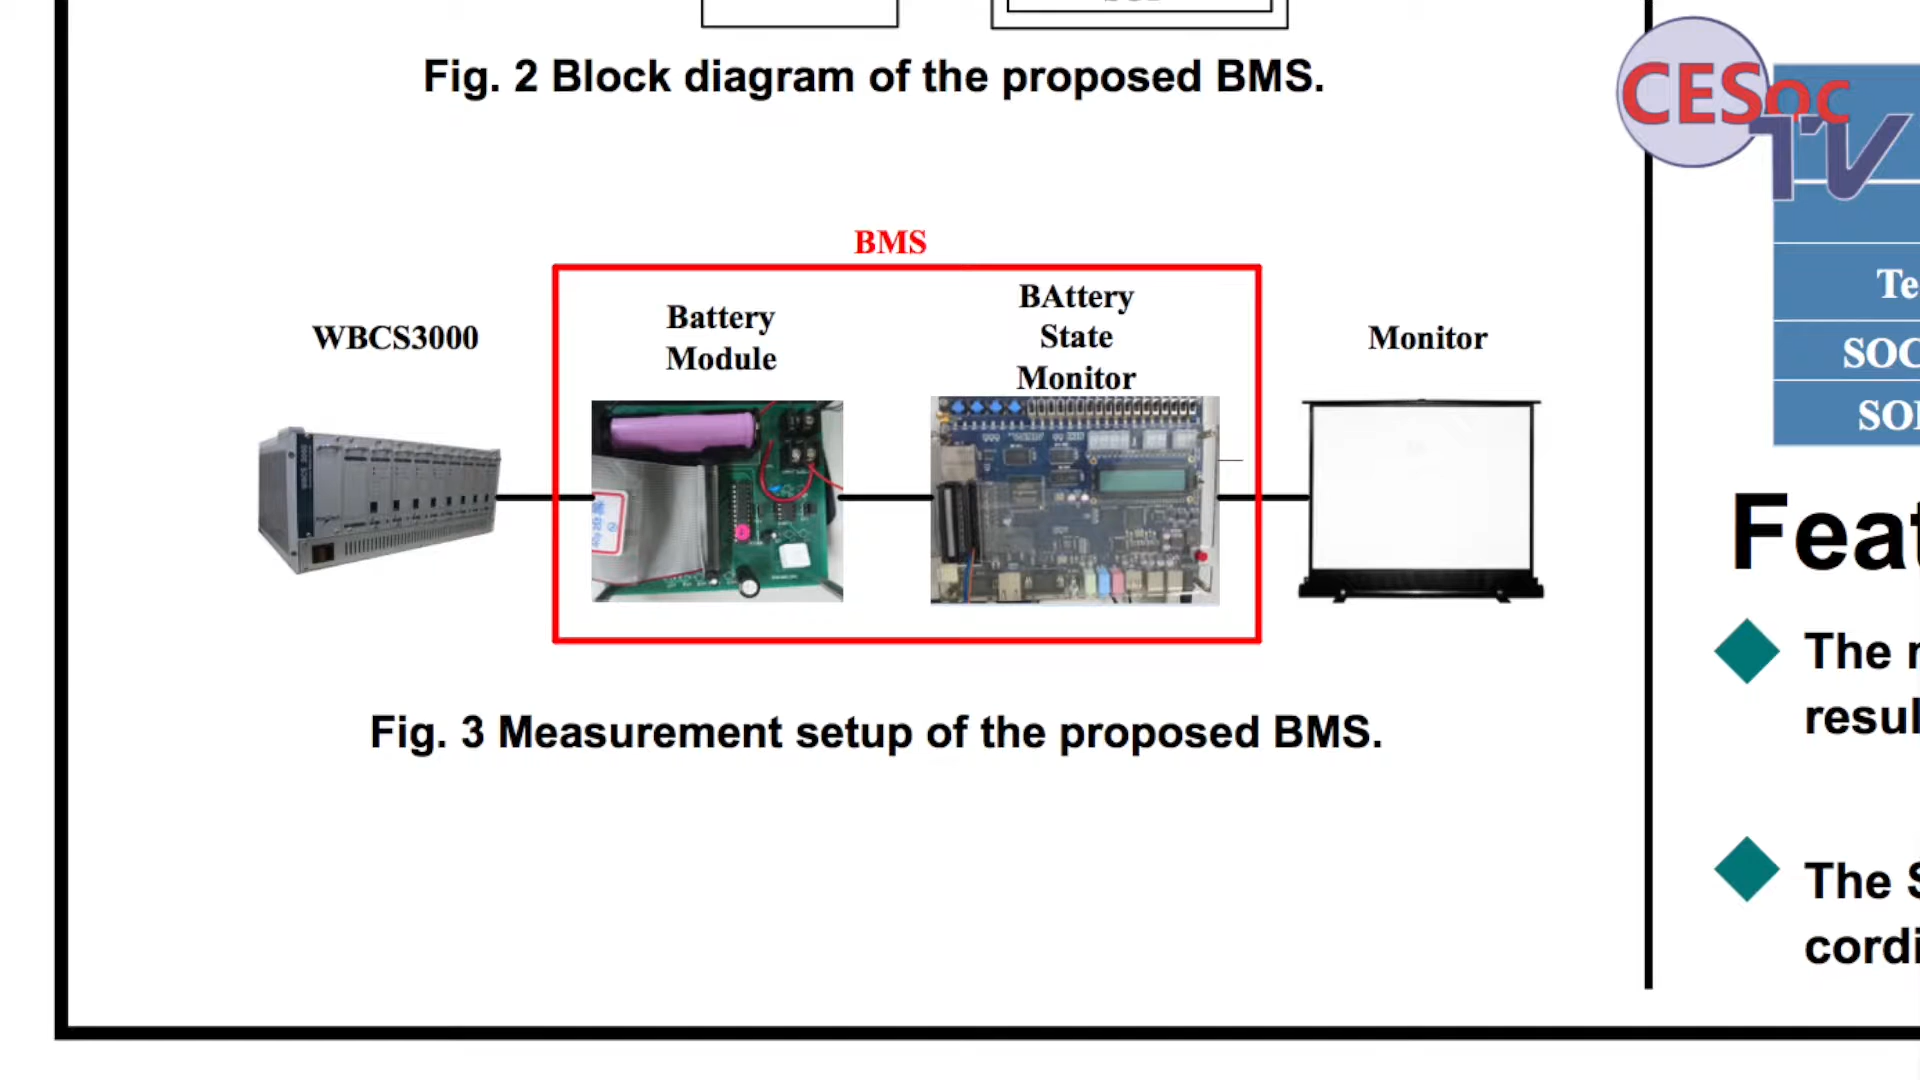 Fig. 2 Block diagram of the proposed BMS.
CESoc
TV
BMS
WBCS3000
Battery
Module
BAttery
State
Monitor
Monitor
Fig. 3 Measurement setup of the proposed BMS.
Te
SOC
Feat
The
resul
The S
cordi